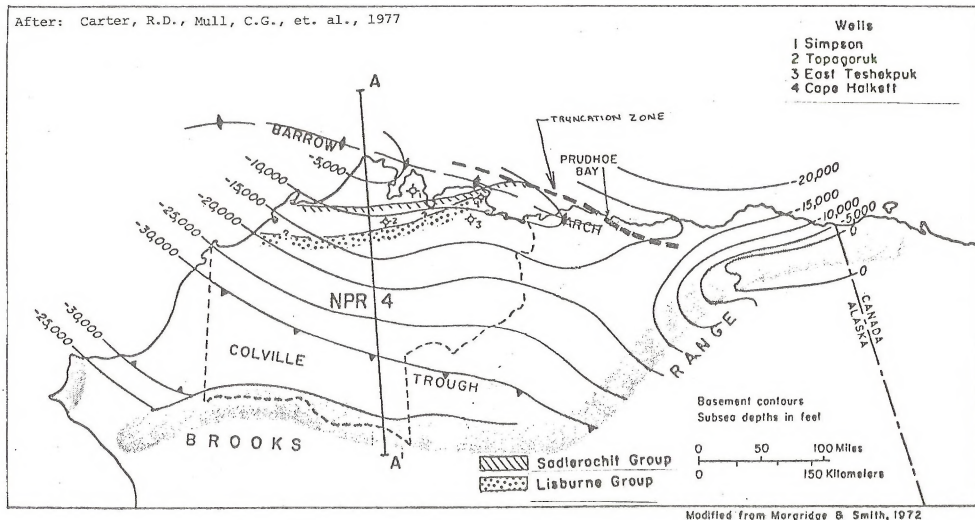 After: Carter, R.D., Mull, C.G., et. al., 1977
Wells
1 Simpson
2 Topagoruk
3 East Teshekpuk
4 Cape Halkett
A
TRUNCATION ZONE
BARROW
PRUDHOE
BAY
ARCH
-5,000
-10,000
-15,000
-20,000
-25,000
-30,000
-30,000
-25,000
-20,000
-15,000
-10,000
-5,000
0
0
1
2
3
4
?
?
NPR 4
COLVILLE
TROUGH
BROOKS
RANGE
CANADA
ALASKA
A'
Basement contours
Subsea depths in feet
0 50 100 Miles
0 150 Kilometers
Sadlerochit Group
Lisburne Group
Modified from Morgridge & Smith, 1972